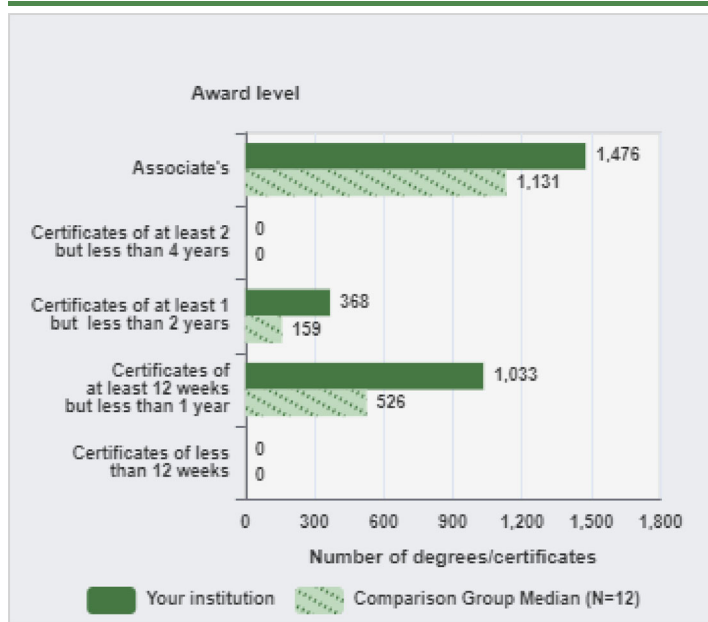 Award level
Associate's
1,476
1,131
Certificates of at least 2
but less than 4 years
0
0
Certificates of at least 1
but less than 2 years
368
159
Certificates of
at least 12 weeks
but less than 1 year
1,033
526
Certificates of less
than 12 weeks
0
0
0 300 600 900 1,200 1,500 1,800
Number of degrees/certificates
Your institution Comparison Group Median (N=12)